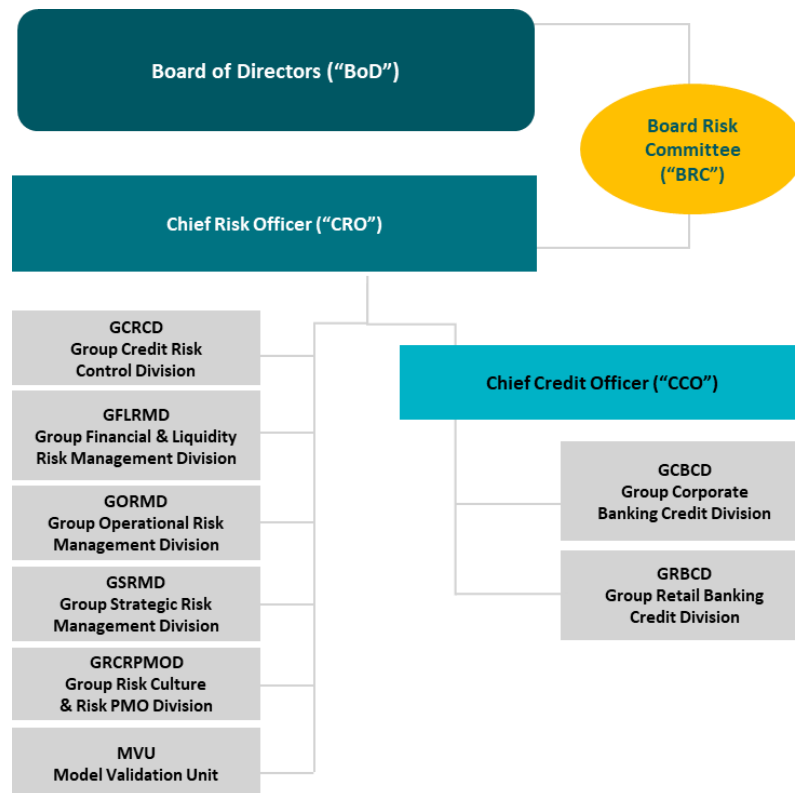 Board of Directors (“BoD”)
Board Risk
Committee
(“BRC”)
Chief Risk Officer (“CRO”)
GCRCD
Group Credit Risk
Control Division
GFLRMD
Group Financial & Liquidity
Risk Management Division
GORMD
Group Operational Risk
Management Division
GSRMD
Group Strategic Risk
Management Division
GRCRPMOD
Group Risk Culture
& Risk PMO Division
MVU
Model Validation Unit
Chief Credit Officer (“CCO”)
GCBCD
Group Corporate
Banking Credit Division
GRBCD
Group Retail Banking
Credit Division